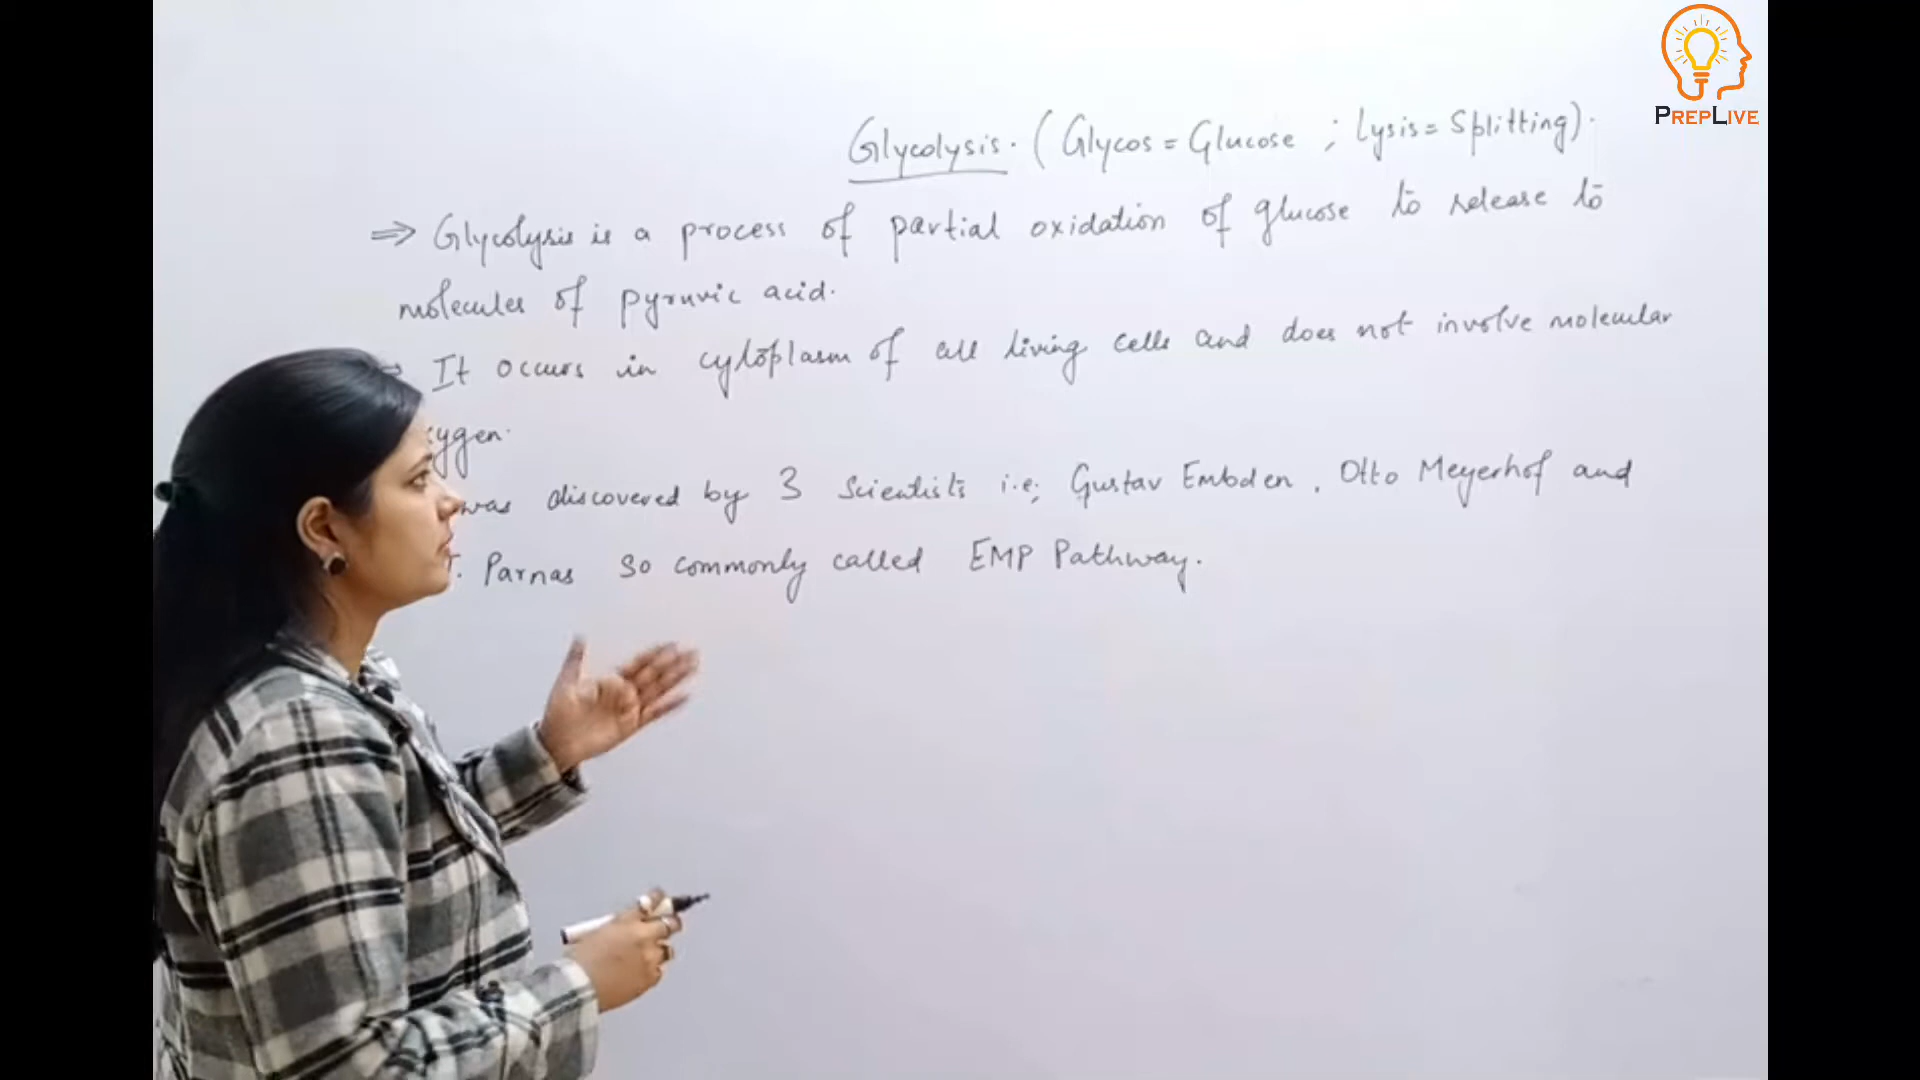 PREPLIVE
Glycolysis. (Glycos = Glucose ; Lysis = Splitting).
⇒ Glycolysis is a process of partial oxidation of glucose to release to
molecules of pyruvic acid.
It occurs in cytoplasm of all living cells and does not involve molecular
ygen.
was discovered by 3 Scientists i.e; Gustav Embden, Otto Meyerhof and
Parnas so commonly called EMP Pathway.